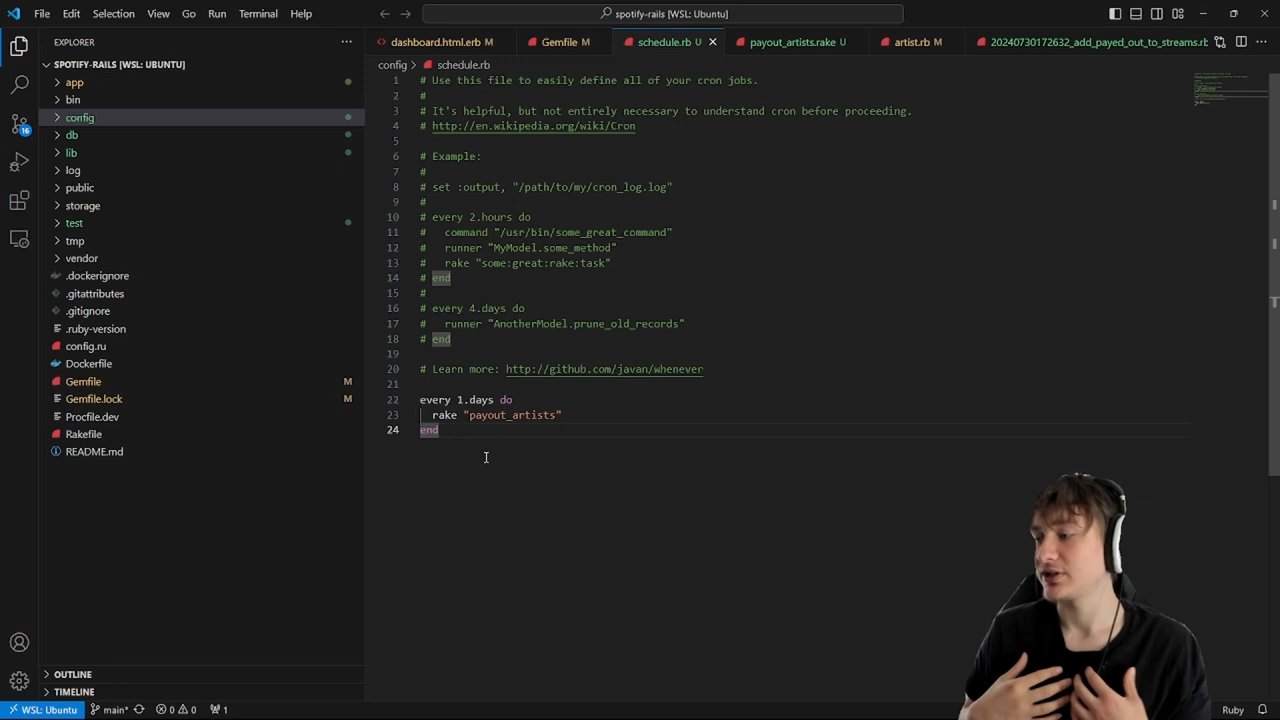 File Edit Selection View Go Run Terminal Help
spotify-rails [WSL: Ubuntu]
EXPLORER
dashboard.html.erb M
Gemfile M
schedule.rb U
payout_artists.rake U
artist.rb M
20240730172632_add_payed_out_to_streams.rb
SPOTIFY-RAILS [WSL: UBUNTU]
app
bin
config
db
lib
log
public
storage
test
tmp
vendor
.dockerignore
.gitattributes
.gitignore
.ruby-version
config.ru
Dockerfile
Gemfile M
Gemfile.lock M
Procfile.dev
Rakefile
README.md
OUTLINE
TIMELINE
16
config > schedule.rb
1 # Use this file to easily define all of your cron jobs.
2 #
3 # It's helpful, but not entirely necessary to understand cron before proceeding.
4 # http://en.wikipedia.org/wiki/Cron
5
6 # Example:
7 #
8 # set :output, "/path/to/my/cron_log.log"
9 #
10 # every 2.hours do
11 #   command "/usr/bin/some_great_command"
12 #   runner "MyModel.some_method"
13 #   rake "some:great:rake:task"
14 # end
15 #
16 # every 4.days do
17 #   runner "AnotherModel.prune_old_records"
18 # end
19
20 # Learn more: http://github.com/javan/whenever
21
22 every 1.days do
23   rake "payout_artists"
24 end
WSL: Ubuntu main* 0 0 1 Ruby